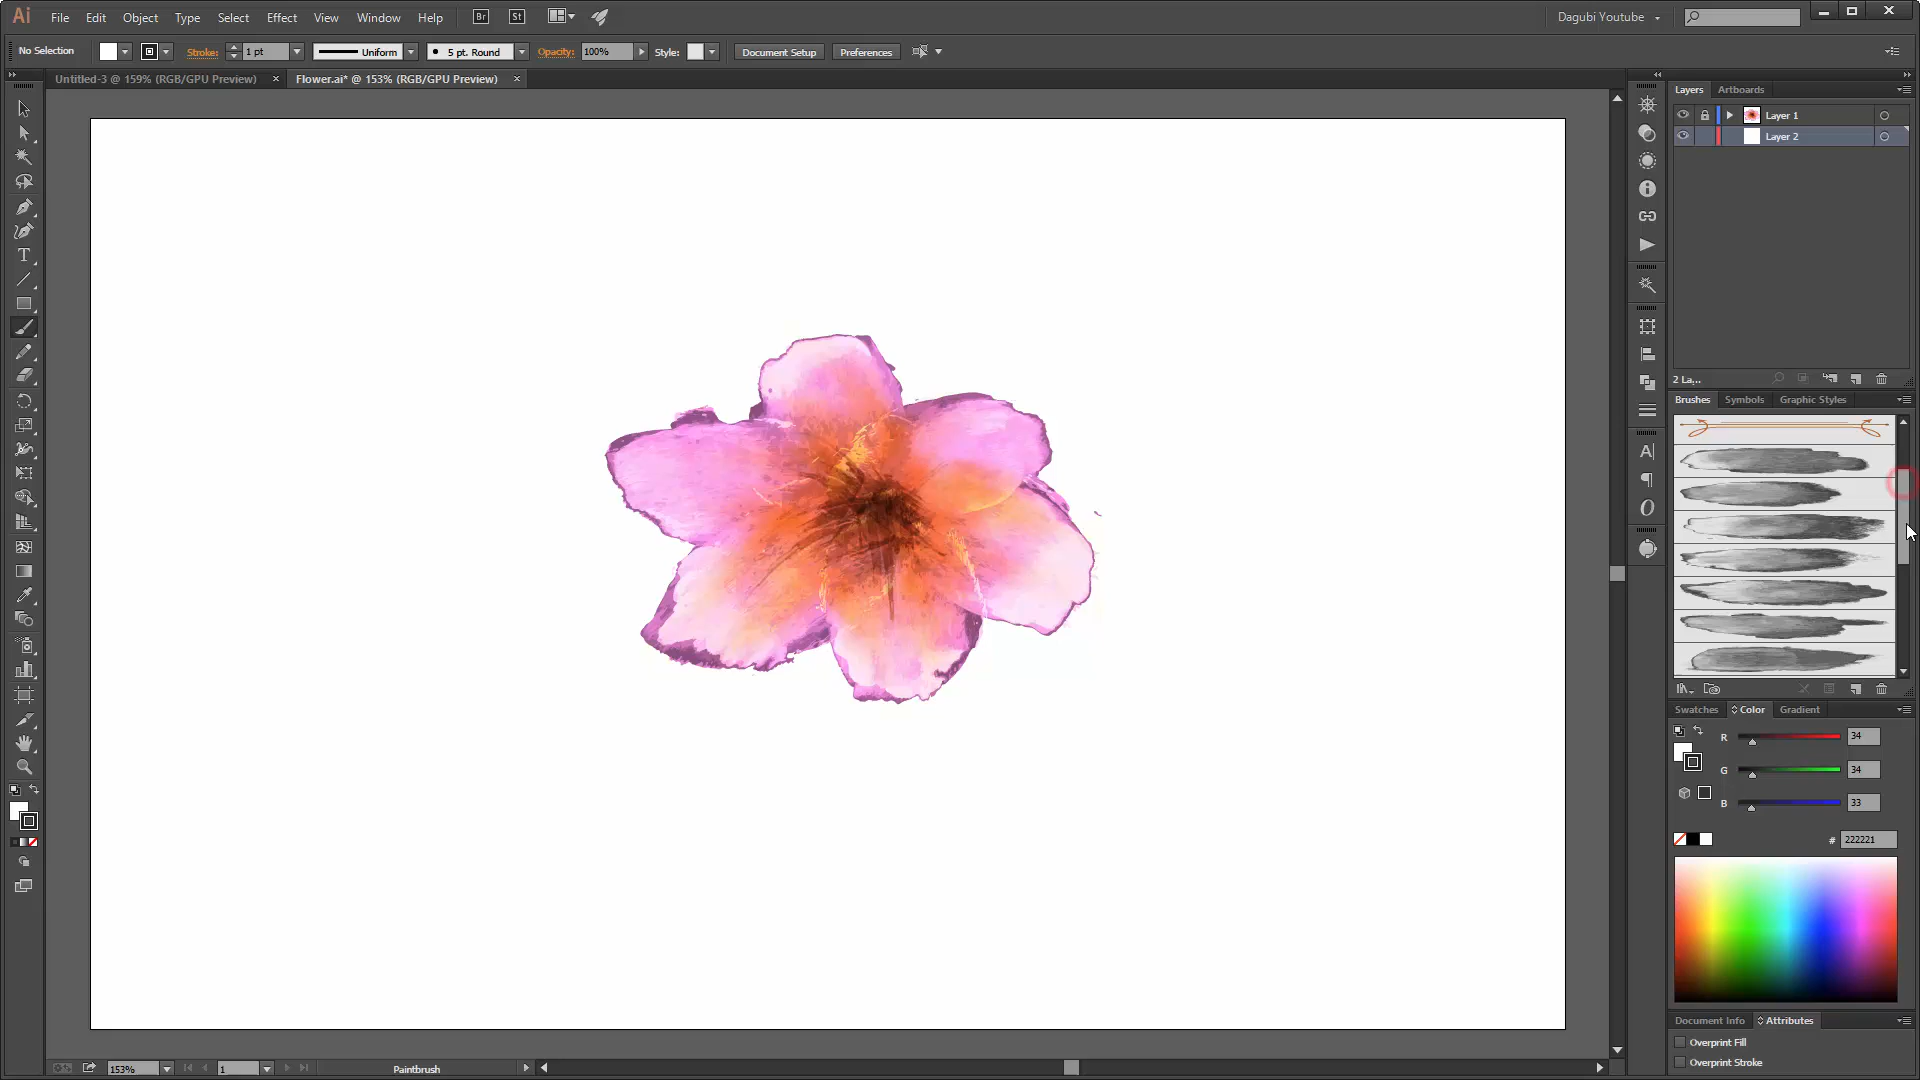 Ai File Edit Object Type Select Effect View Window Help Br St Dagubi Youtube
No Selection Stroke: 1 pt Uniform 5 pt. Round Opacity: 100% Style: Document Setup Preferences
Untitled-3 @ 159% (RGB/GPU Preview) × Flower.ai* @ 153% (RGB/GPU Preview) ×
Layers Artboards
Layer 1
Layer 2
2 La...
Brushes Symbols Graphic Styles
Swatches Color Gradient
R 34
G 34
B 33
# 222221
Document Info Attributes
Overprint Fill
Overprint Stroke
153% 1 Paintbrush